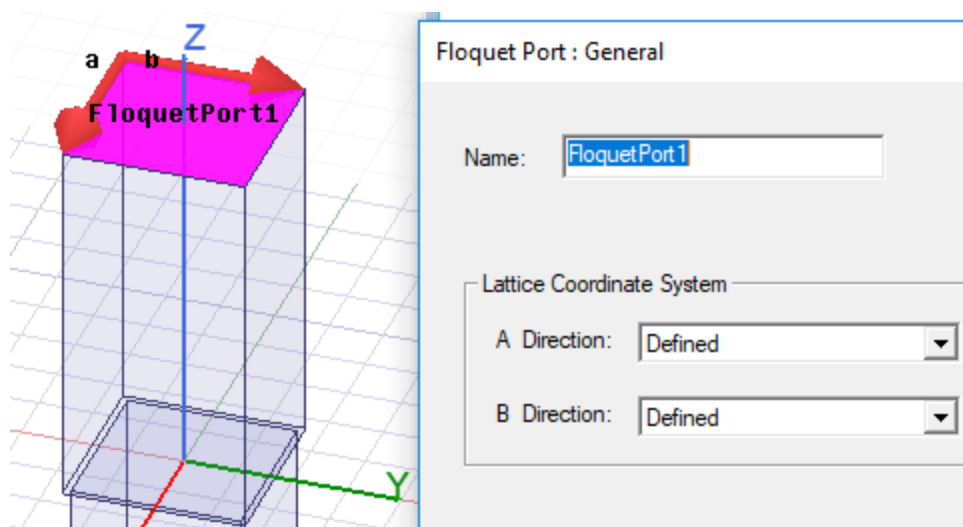 Z
a
b
FloquetPort1
Y
Floquet Port : General
Name:
FloquetPort1
Lattice Coordinate System
A Direction:
Defined
B Direction:
Defined